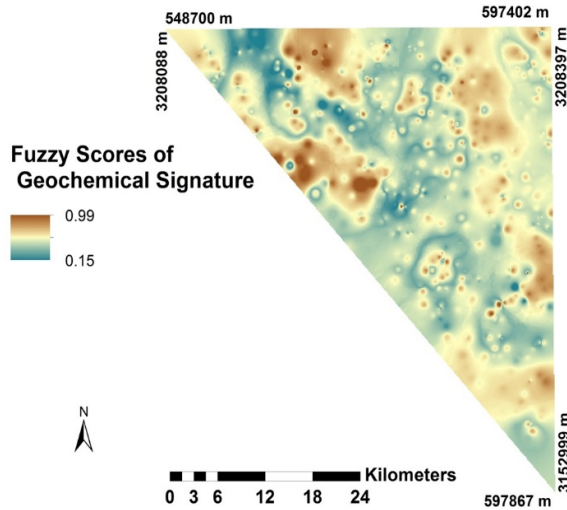 548700 m
597402 m
3208088 m
3208397 m
Fuzzy Scores of
Geochemical Signature
0.99
0.15
N
Kilometers
0 3 6 12 18 24
3152999 m
597867 m